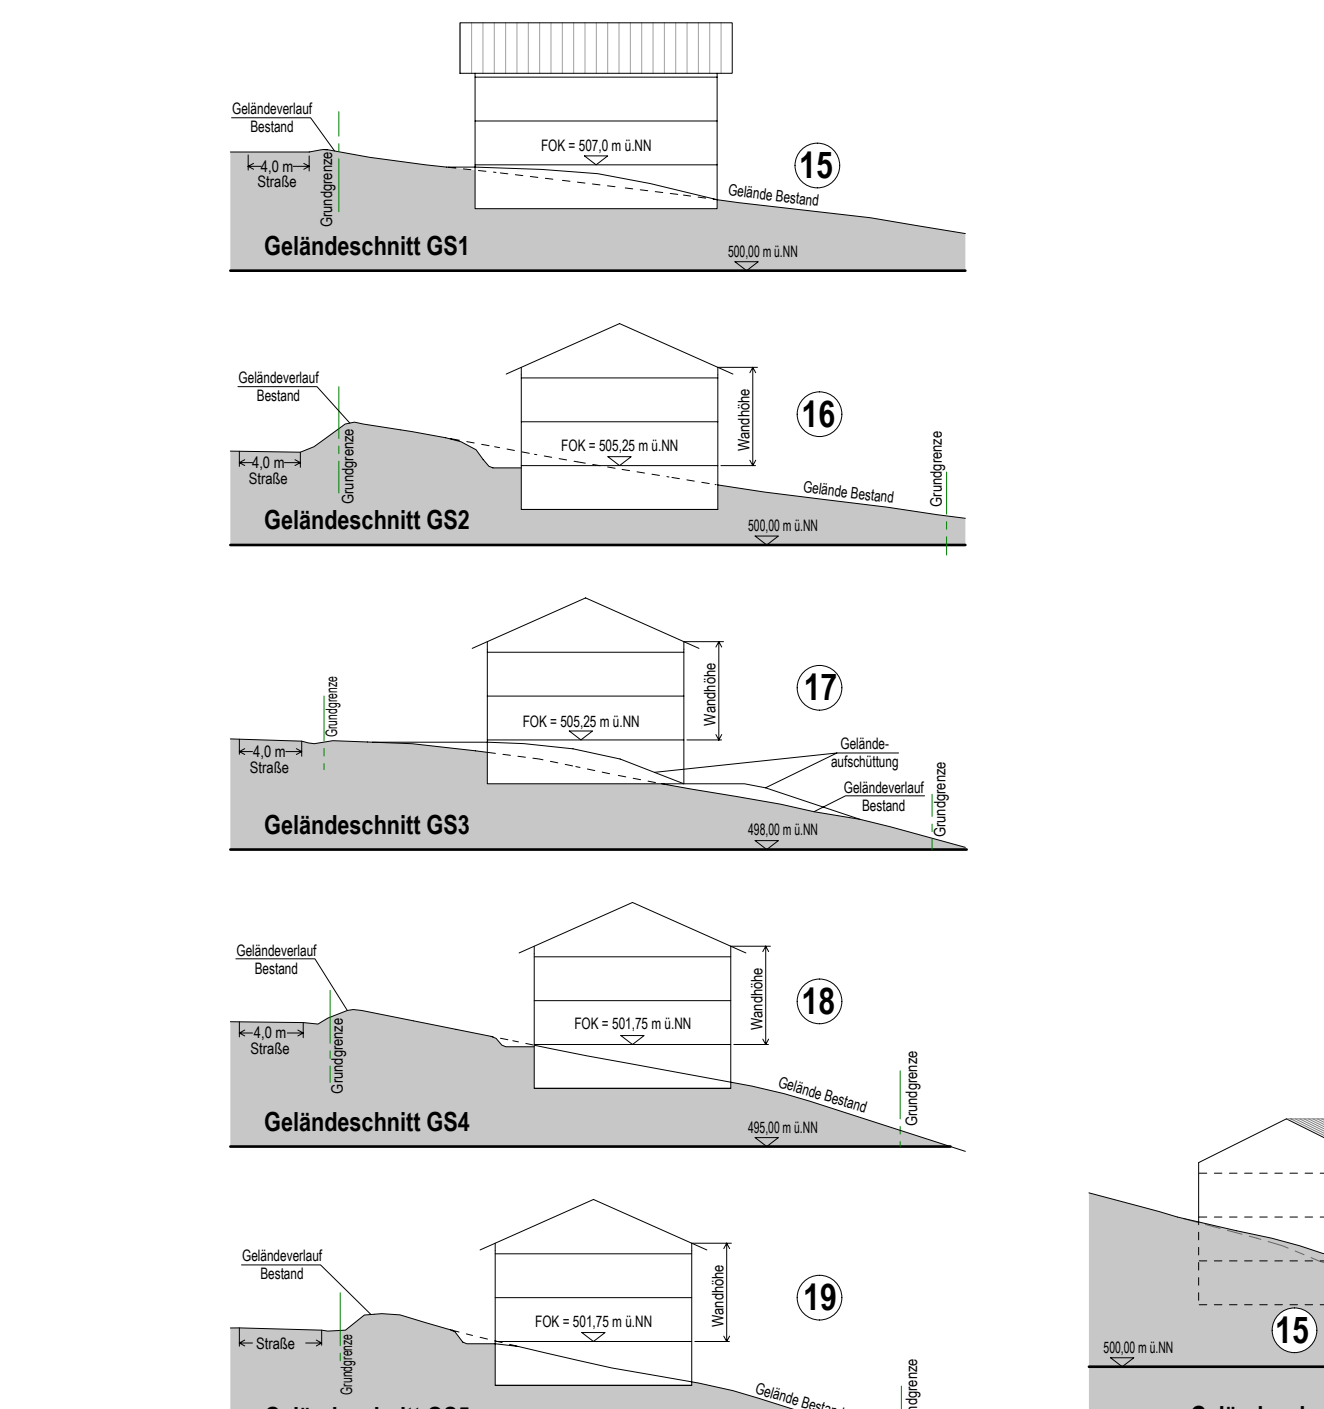 Geländeverlauf
Bestand
FOK = 507,0 m ü.NN
15
4,0 m
Straße
Grundgrenze
Gelände Bestand
Geländeschnitt GS1
500,00 m ü.NN
Geländeverlauf
Bestand
Wandhöhe
16
FOK = 505,25 m ü.NN
4,0 m
Straße
Grundgrenze
Gelände Bestand
Grundgrenze
Geländeschnitt GS2
500,00 m ü.NN
Grundgrenze
Wandhöhe
17
FOK = 505,25 m ü.NN
4,0 m
Straße
Gelände-
aufschüttung
Geländeverlauf
Bestand
Grundgrenze
Geländeschnitt GS3
498,00 m ü.NN
Geländeverlauf
Bestand
Wandhöhe
18
FOK = 501,75 m ü.NN
4,0 m
Straße
Grundgrenze
Gelände Bestand
Grundgrenze
Geländeschnitt GS4
495,00 m ü.NN
Geländeverlauf
Bestand
Wandhöhe
19
FOK = 501,75 m ü.NN
Straße
Grundgrenze
Gelände
15
500,00 m ü.NN